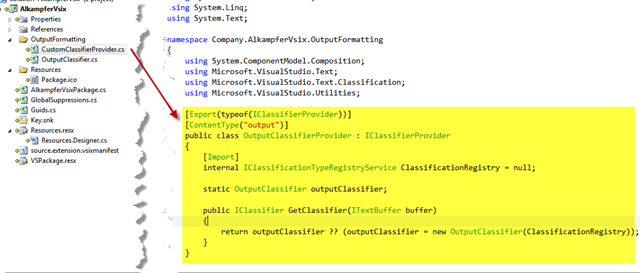 AlkampferVsix
Properties
References
OutputFormatting
CustomClassifierProvider.cs
OutputClassifier.cs
Resources
Package.ico
AlkampferVsixPackage.cs
GlobalSuppressions.cs
Guids.cs
Key.snk
Resources.resx
Resources.Designer.cs
source.extension.vsixmanifest
VSPackage.resx
using System.Linq;
using System.Text;
namespace Company.AlkampferVsix.OutputFormatting
{
using System.ComponentModel.Composition;
using Microsoft.VisualStudio.Text;
using Microsoft.VisualStudio.Text.Classification;
using Microsoft.VisualStudio.Utilities;
[Export(typeof(IClassifierProvider))]
[ContentType("output")]
public class OutputClassifierProvider : IClassifierProvider
{
[Import]
internal IClassificationTypeRegistryService ClassificationRegistry = null;
static OutputClassifier outputClassifier;
public IClassifier GetClassifier(ITextBuffer buffer)
{
return outputClassifier ?? (outputClassifier = new OutputClassifier(ClassificationRegistry));
}
}